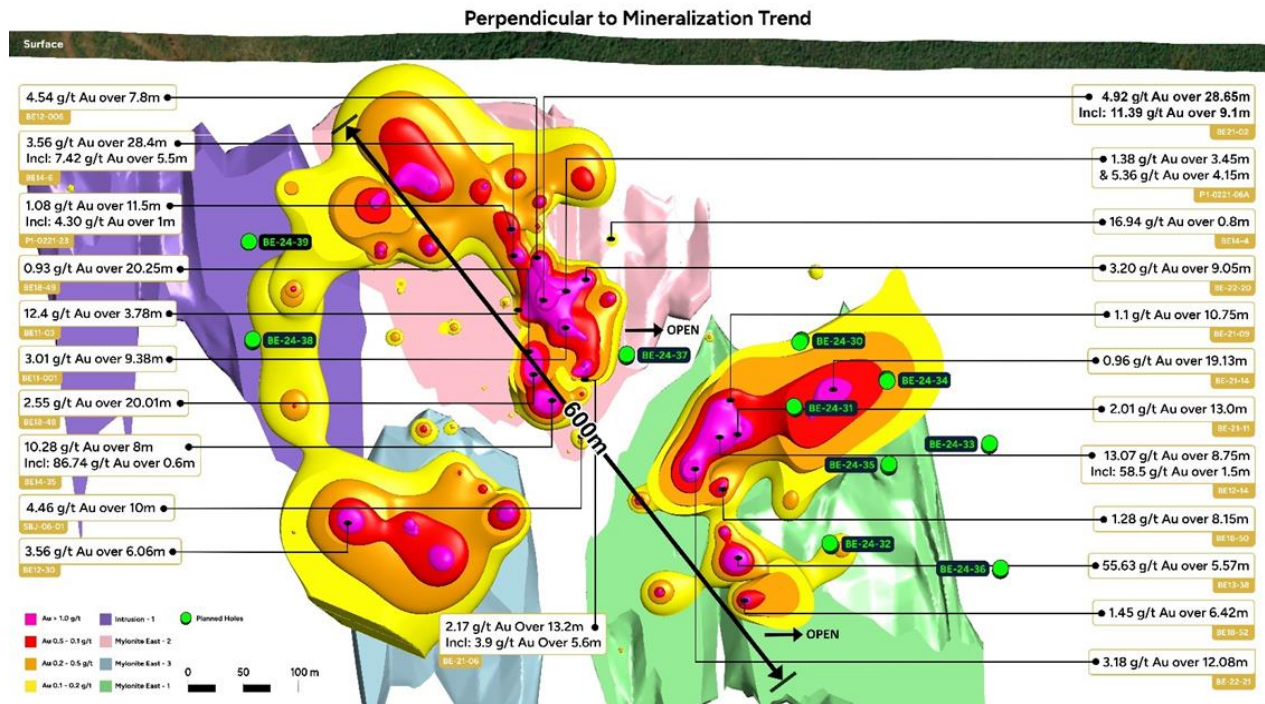 Perpendicular to Mineralization Trend
Surface
4.54 g/t Au over 7.8m
BE12-006
3.56 g/t Au over 28.4m
Incl: 7.42 g/t Au over 5.5m
BE14-6
1.08 g/t Au over 11.5m
Incl: 4.30 g/t Au over 1m
P1-0221-23
0.93 g/t Au over 20.25m
BE18-49
12.4 g/t Au over 3.78m
BE11-03
3.01 g/t Au over 9.38m
BE11-001
2.55 g/t Au over 20.01m
BE18-48
10.28 g/t Au over 8m
Incl: 86.74 g/t Au over 0.6m
BE14-35
4.46 g/t Au over 10m
SBJ-06-01
3.56 g/t Au over 6.06m
BE12-30
4.92 g/t Au over 28.65m
Incl: 11.39 g/t Au over 9.1m
BE21-02
1.38 g/t Au over 3.45m
& 5.36 g/t Au over 4.15m
P1-0221-06A
16.94 g/t Au over 0.8m
BE14-4
3.20 g/t Au over 9.05m
BE-22-20
1.1 g/t Au over 10.75m
BE-21-09
0.96 g/t Au over 19.13m
BE-21-14
2.01 g/t Au over 13.0m
BE-21-11
13.07 g/t Au over 8.75m
Incl: 58.5 g/t Au over 1.5m
BE12-14
1.28 g/t Au over 8.15m
BE18-50
55.63 g/t Au over 5.57m
BE13-38
1.45 g/t Au over 6.42m
BE18-52
3.18 g/t Au over 12.08m
BE-22-21
2.17 g/t Au Over 13.2m
Incl: 3.9 g/t Au Over 5.6m
BE-21-06
BE-24-39
BE-24-38
OPEN
BE-24-37
BE-24-30
BE-24-34
BE-24-31
BE-24-33
BE-24-35
BE-24-32
BE-24-36
OPEN
600m
Au > 1.0 g/t
Au 0.5 - 0.1 g/t
Au 0.2 - 0.5 g/t
Au 0.1 - 0.2 g/t
Intrusion - 1
Mylonite East - 2
Mylonite East - 3
Mylonite East - 1
Planned Holes
0 50 100 m